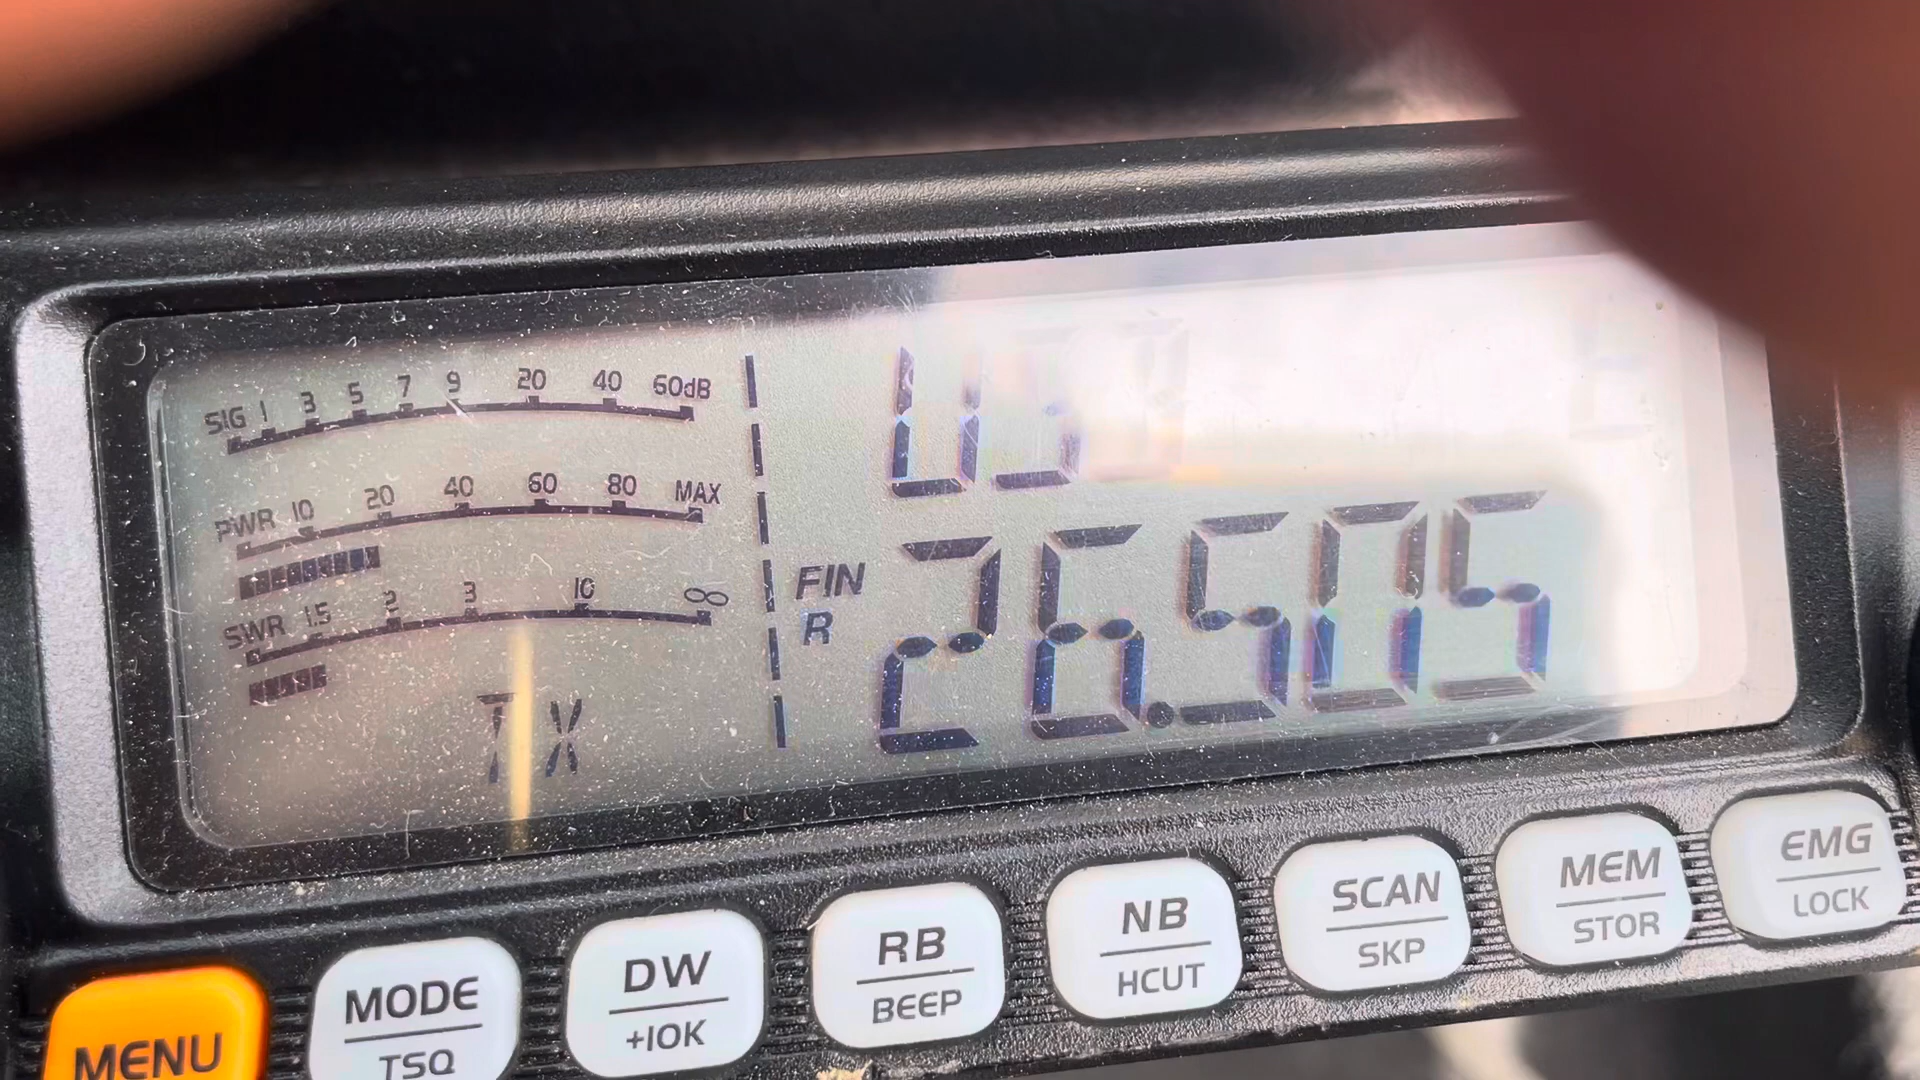 SIG 1 3 5 7 9 20 40 60dB
PWR 10 20 40 60 80 MAX
SWR 1.5 2 3 10 ∞
TX
FIN
R
26.505
MENU
MODE
TSQ
DW
+10K
RB
BEEP
NB
HCUT
SCAN
SKP
MEM
STOR
EMG
LOCK